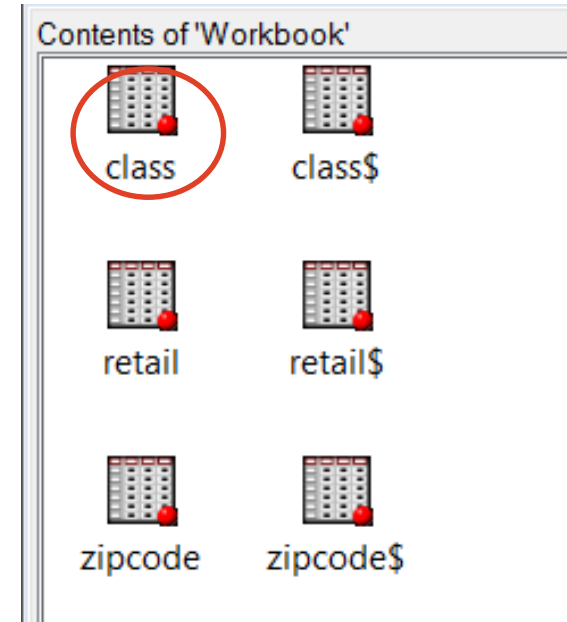 Contents of 'Workbook'
class class$
retail retail$
zipcode zipcode$